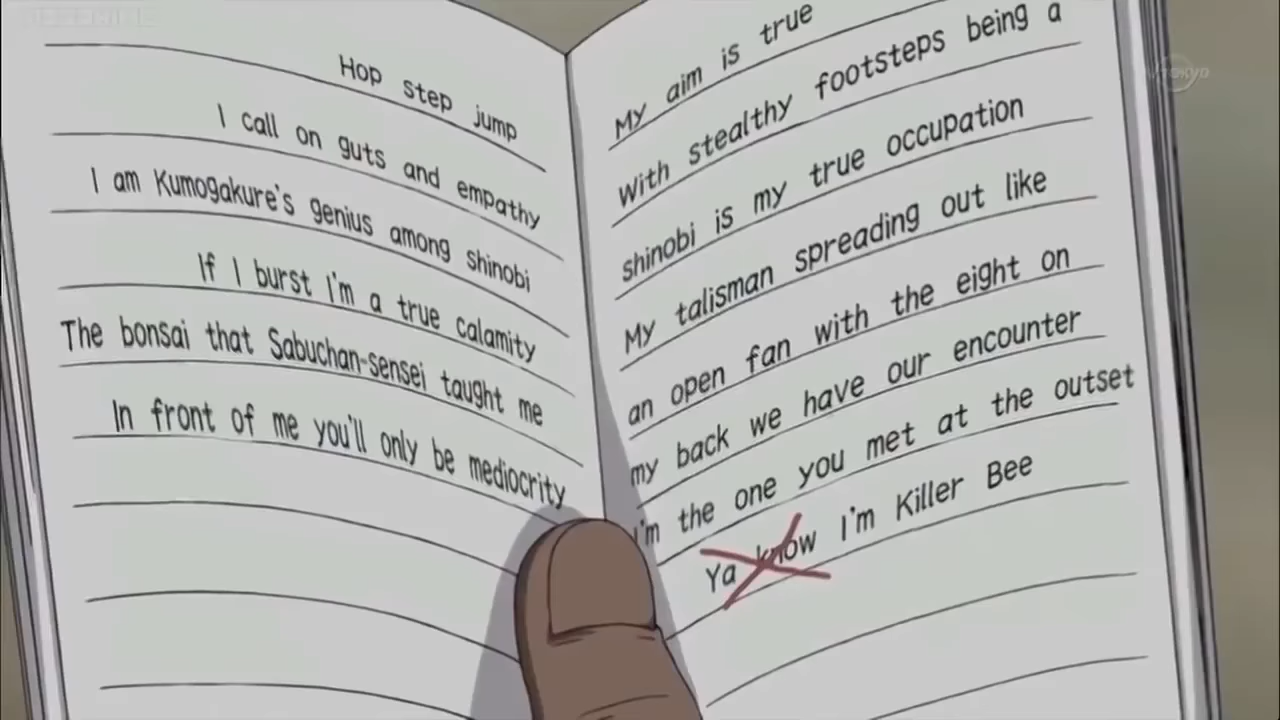 Hop step jump
I call on guts and empathy
I am Kumogakure's genius among shinobi
If I burst I'm a true calamity
The bonsai that Sabuchan-sensei taught me
In front of me you'll only be mediocrity
My aim is true
With stealthy footsteps being a
shinobi is my true occupation
My talisman spreading out like
an open fan with the eight on
my back we have our encounter
I'm the one you met at the outset
Ya know I'm Killer Bee
TV TOKYO